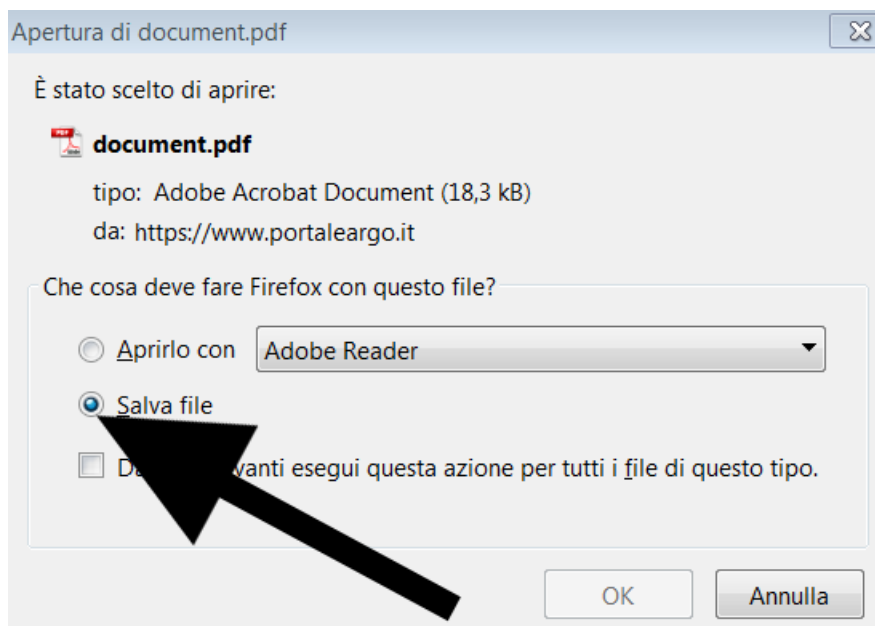 Apertura di document.pdf
È stato scelto di aprire:
document.pdf
tipo: Adobe Acrobat Document (18,3 kB)
da: https://www.portaleargo.it
Che cosa deve fare Firefox con questo file?
Aprirlo con Adobe Reader
Salva file
esegui questa azione per tutti i file di questo tipo.
OK Annulla